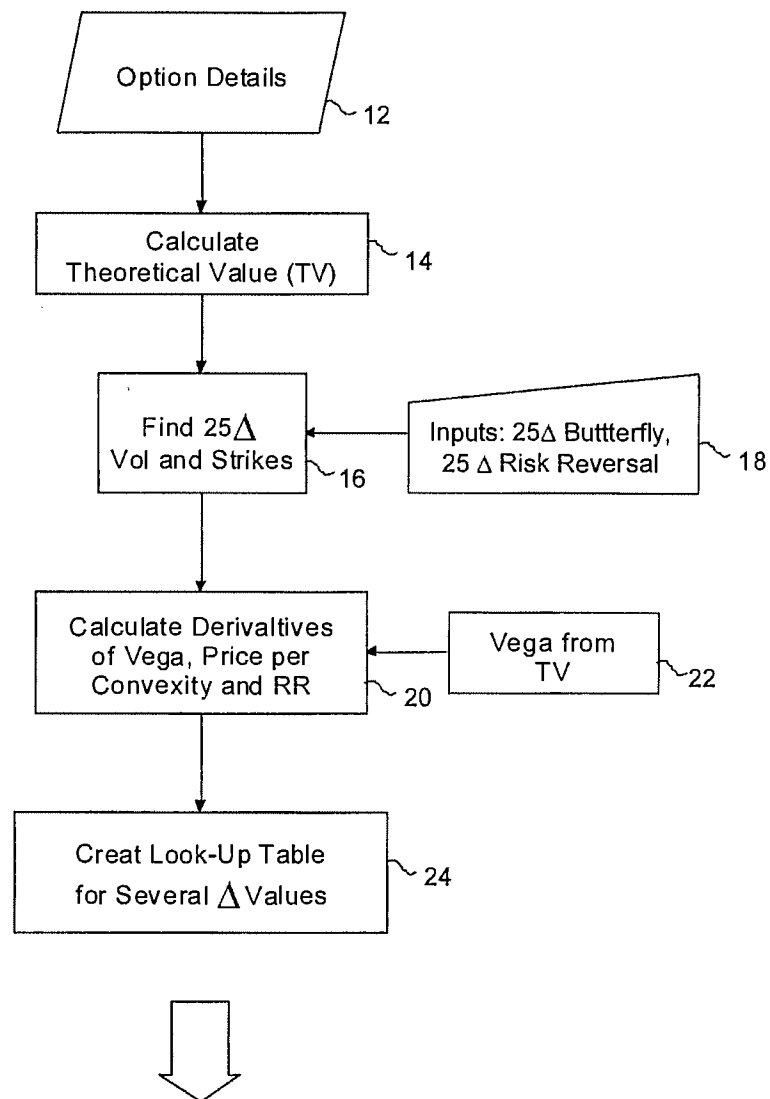 Option Details
12
Calculate
Theoretical Value (TV)
14
Find 25Δ
Vol and Strikes
16
Inputs: 25Δ Buttterfly,
25 Δ Risk Reversal
18
Calculate Derivaltives
of Vega, Price per
Convexity and RR
20
Vega from
TV
22
Creat Look-Up Table
for Several Δ Values
24